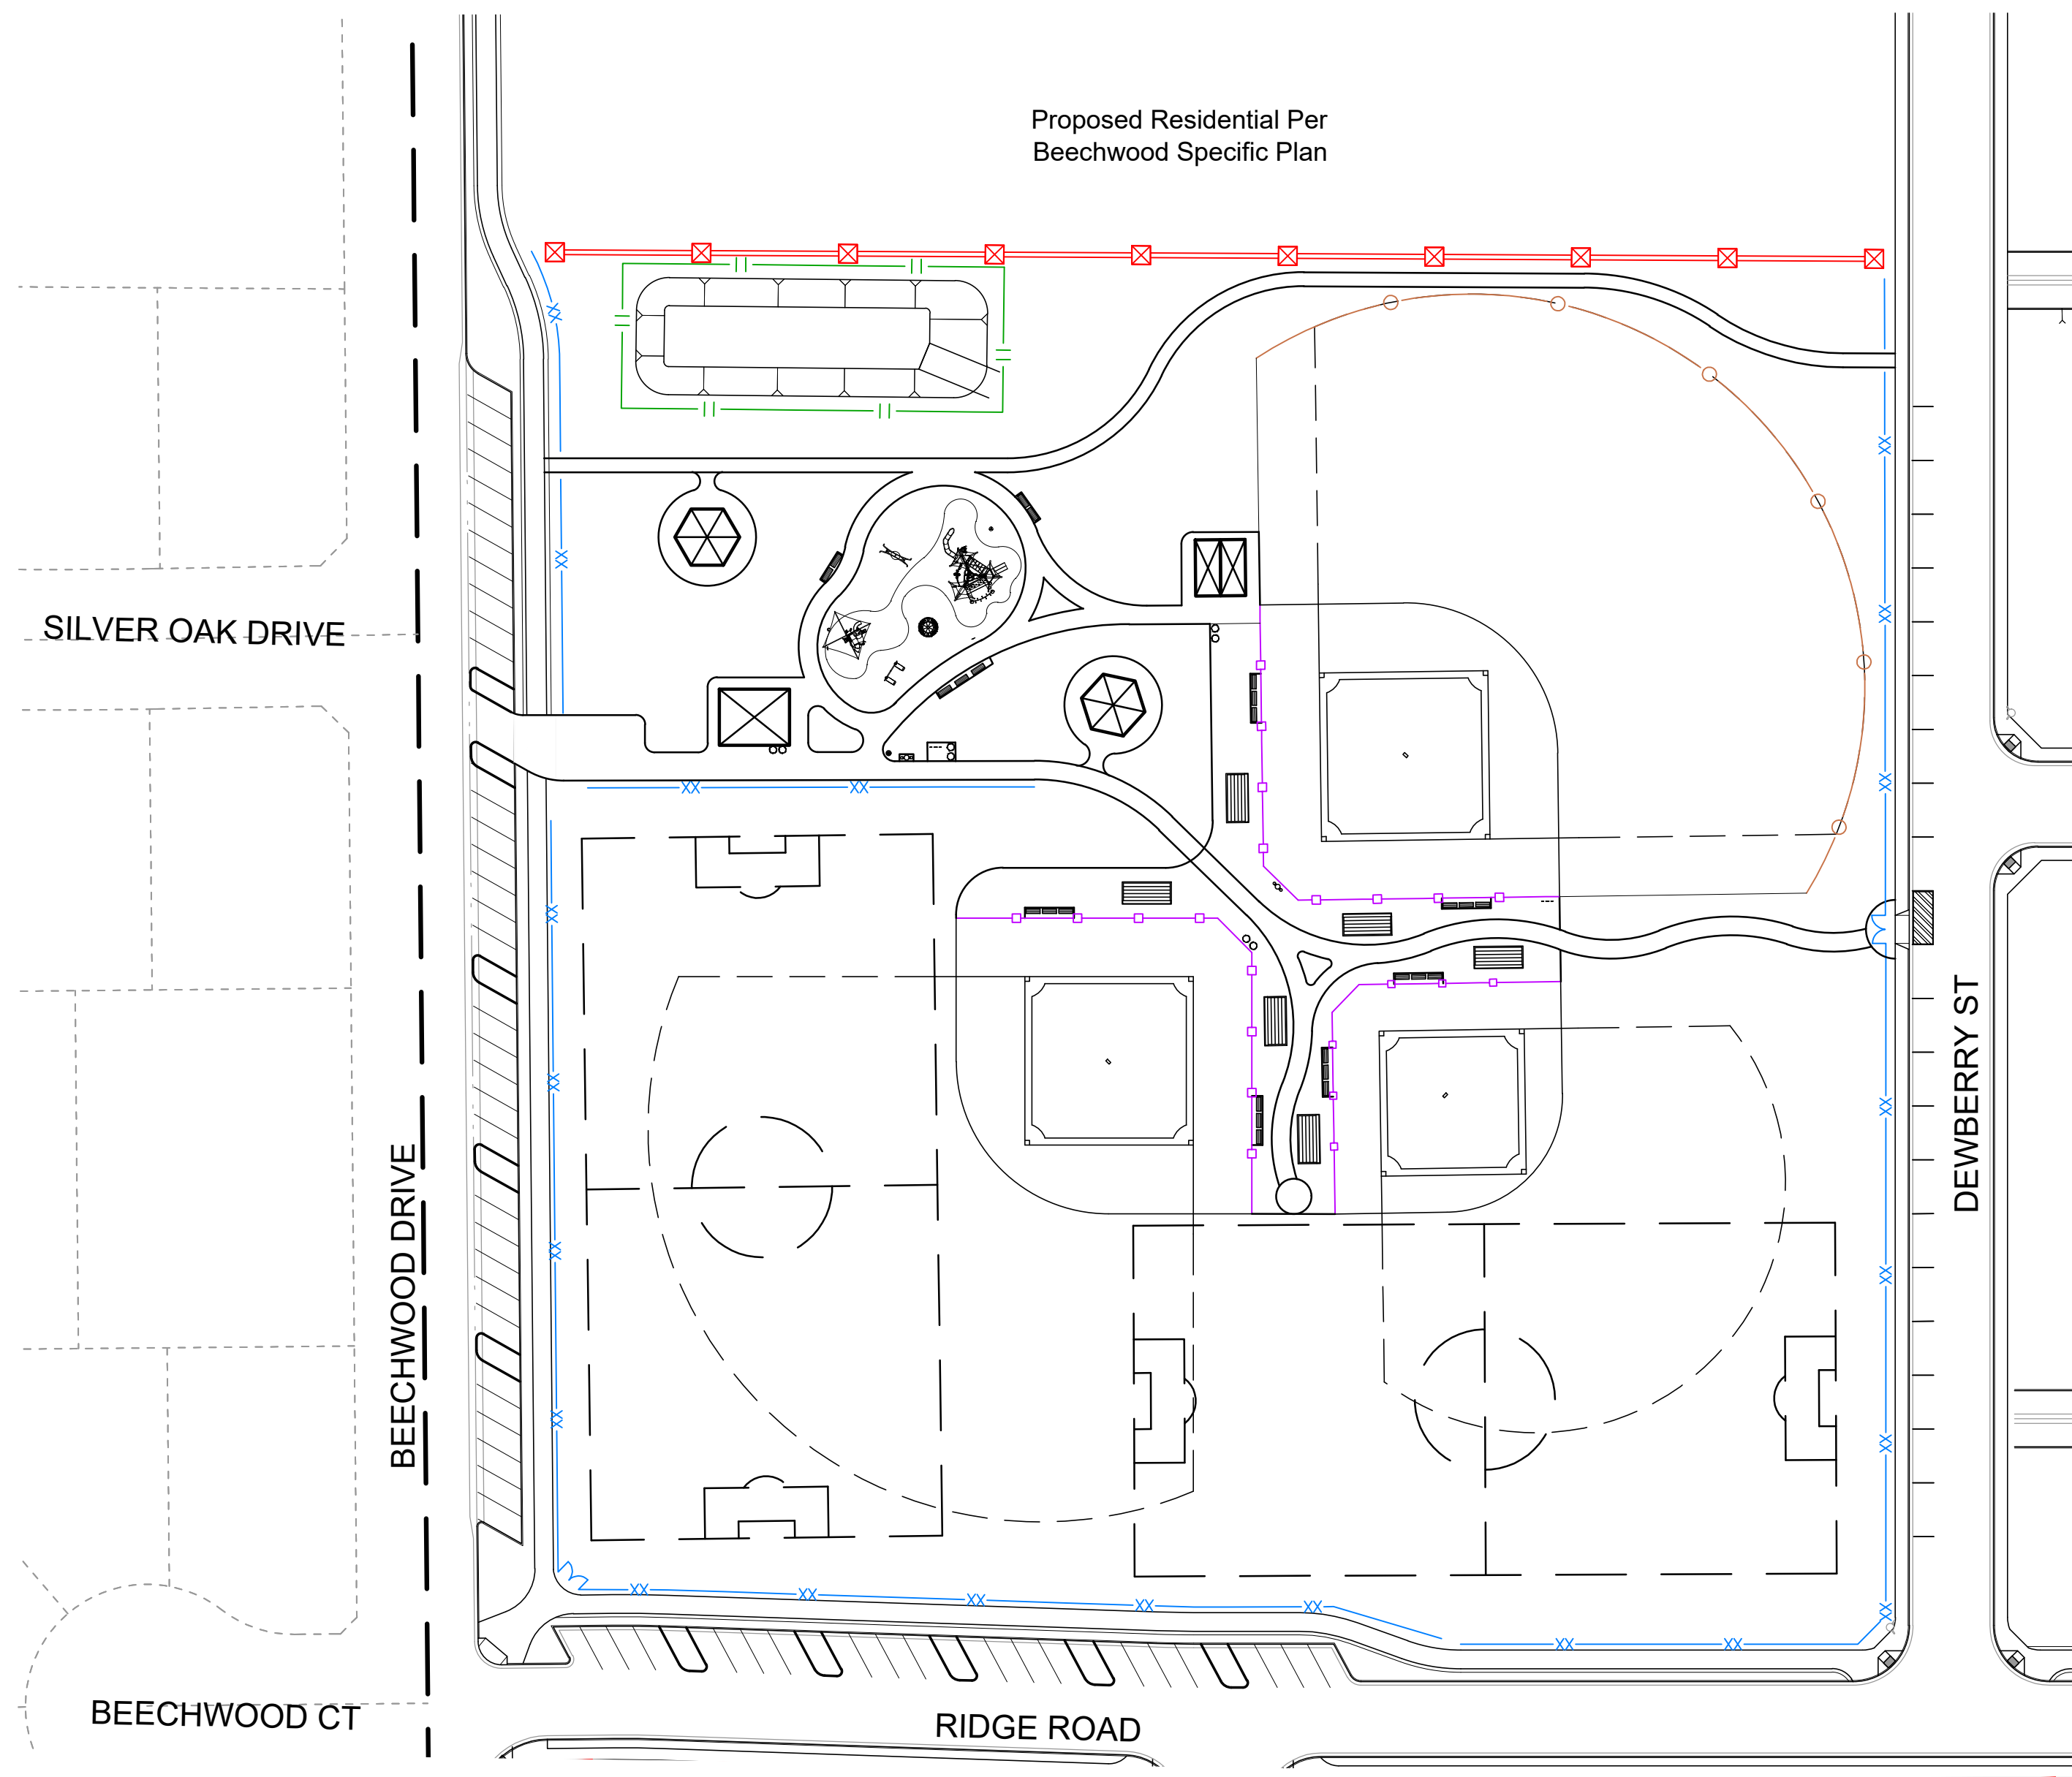 Proposed Residential Per
Beechwood Specific Plan
SILVER OAK DRIVE
BEECHWOOD DRIVE
DEWBERRY ST
BEECHWOOD CT
RIDGE ROAD